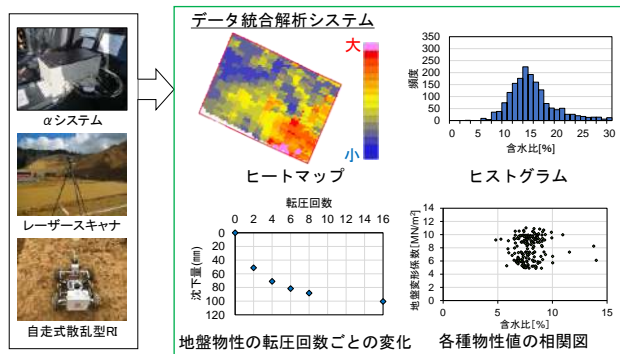 αシステム
レーザースキャナ
自走式散乱型RI
データ統合解析システム
大
小
ヒートマップ
頻度
350
300
250
200
150
100
50
0
0 5 10 15 20 25 30
含水比[%]
ヒストグラム
転圧回数
0 2 4 6 8 10 12 14 16
沈下量(mm)
0
20
40
60
80
100
120
地盤物性の転圧回数ごとの変化
地盤変形係数[MN/m²]
14
12
10
8
6
4
2
0
0 5 10 15
含水比[%]
各種物性値の相関図